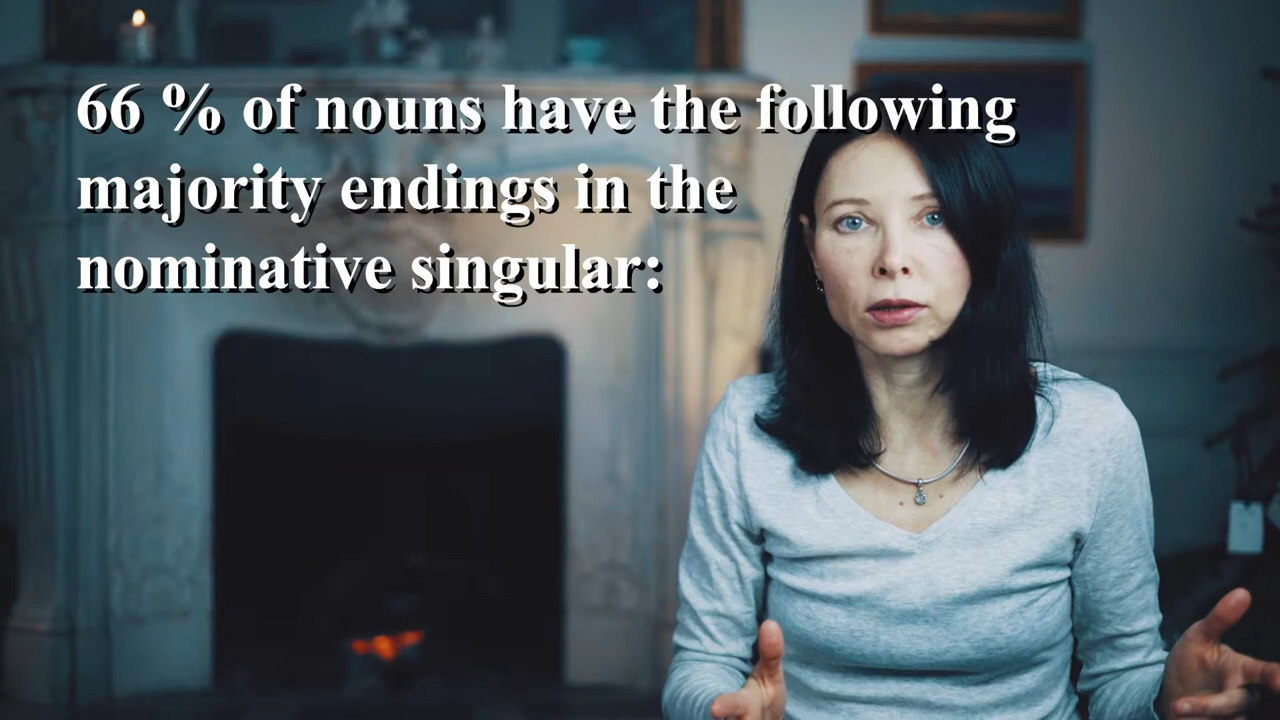 66 % of nouns have the following
majority endings in the
nominative singular: